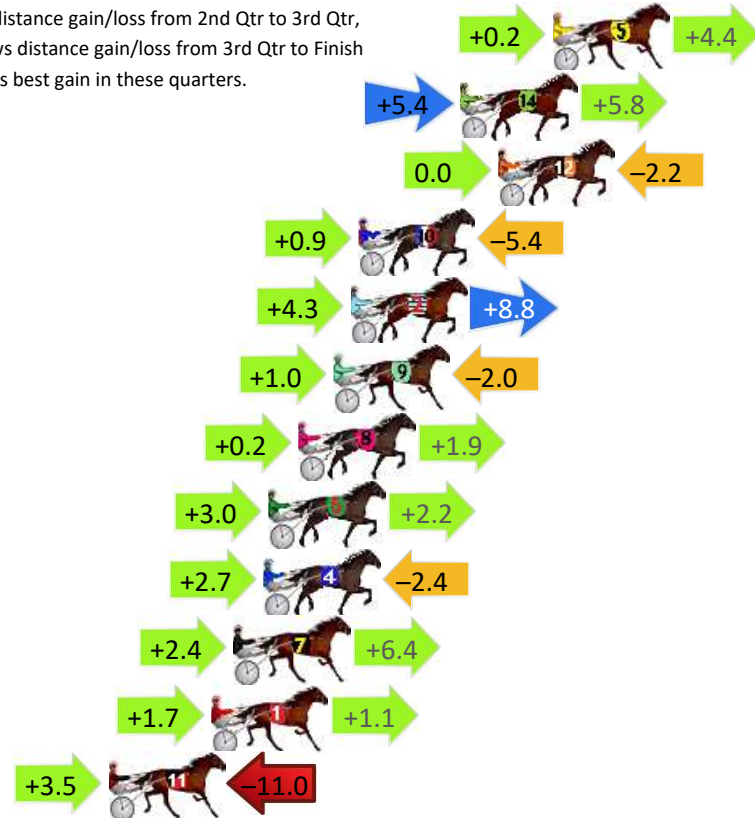 distance gain/loss from 2nd Qtr to 3rd Qtr,
ws distance gain/loss from 3rd Qtr to Finish
s best gain in these quarters.
+0.2 5 +4.4
+5.4 14 +5.8
0.0 12 –2.2
+0.9 10 –5.4
+4.3 2 +8.8
+1.0 9 –2.0
+0.2 8 +1.9
+3.0 6 +2.2
+2.7 4 –2.4
+2.4 7 +6.4
+1.7 1 +1.1
+3.5 11 –11.0